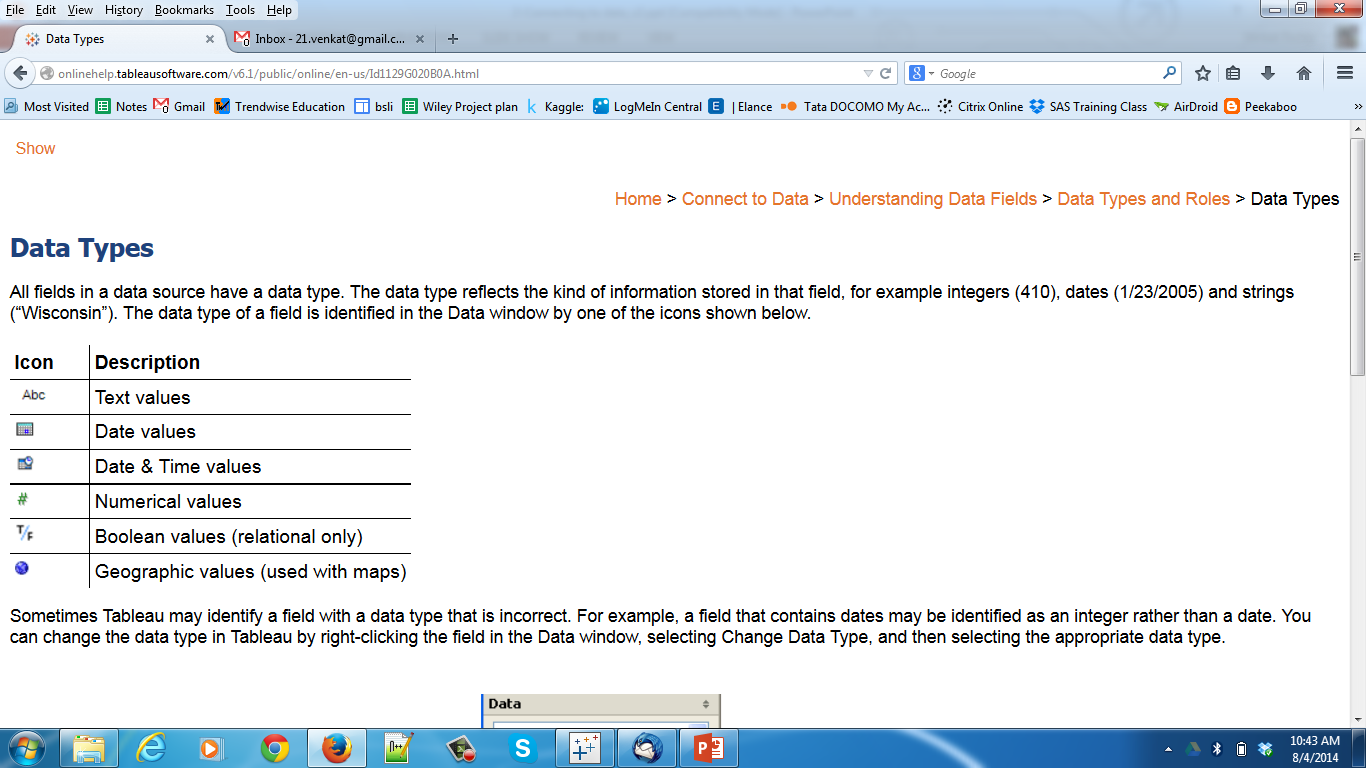 File Edit View History Bookmarks Tools Help
Data Types
Inbox - 21.venkat@gmail.c...
onlinehelp.tableausoftware.com/v6.1/public/online/en-us/Id1129G020B0A.html
Google
Most Visited Notes Gmail Trendwise Education bsli Wiley Project plan Kaggle: LogMeIn Central | Elance Tata DOCOMO My Ac... Citrix Online SAS Training Class AirDroid Peekaboo »
Show
Home > Connect to Data > Understanding Data Fields > Data Types and Roles > Data Types
Data Types
All fields in a data source have a data type. The data type reflects the kind of information stored in that field, for example integers (410), dates (1/23/2005) and strings
(“Wisconsin”). The data type of a field is identified in the Data window by one of the icons shown below.
Icon Description
Abc Text values
Date values
Date & Time values
# Numerical values
T/F Boolean values (relational only)
Geographic values (used with maps)
Sometimes Tableau may identify a field with a data type that is incorrect. For example, a field that contains dates may be identified as an integer rather than a date. You
can change the data type in Tableau by right-clicking the field in the Data window, selecting Change Data Type, and then selecting the appropriate data type.
Data
10:43 AM
8/4/2014